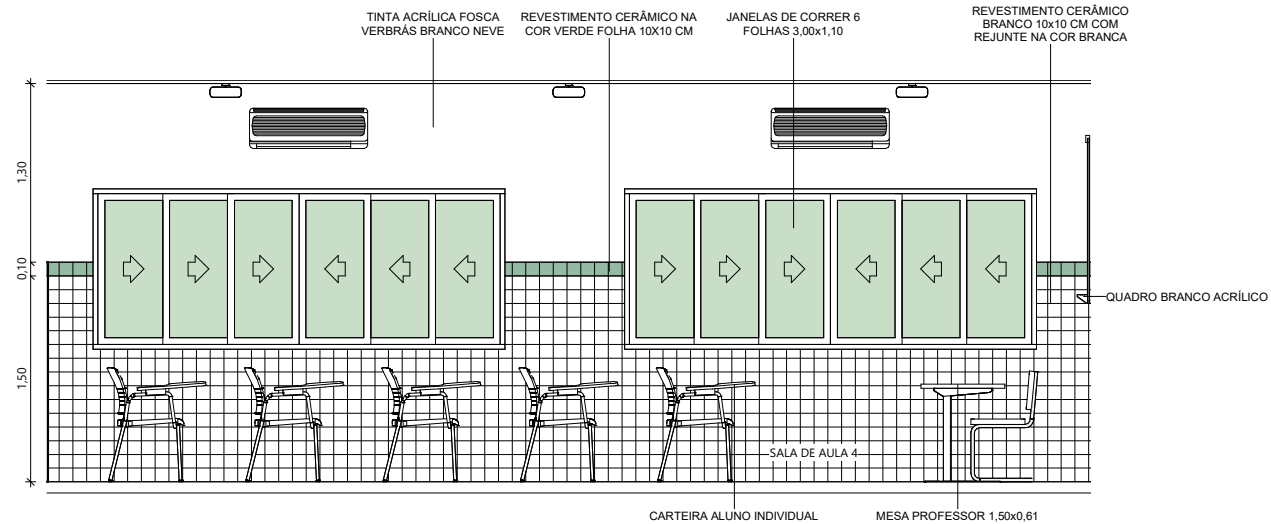 TINTA ACRÍLICA FOSCA
VERBRÁS BRANCO NEVE
REVESTIMENTO CERÂMICO NA
COR VERDE FOLHA 10X10 CM
JANELAS DE CORRER 6
FOLHAS 3,00x1,10
REVESTIMENTO CERÂMICO
BRANCO 10x10 CM COM
REJUNTE NA COR BRANCA
1,30
0,10
1,50
QUADRO BRANCO ACRÍLICO
SALA DE AULA 4
CARTEIRA ALUNO INDIVIDUAL
MESA PROFESSOR 1,50x0,61